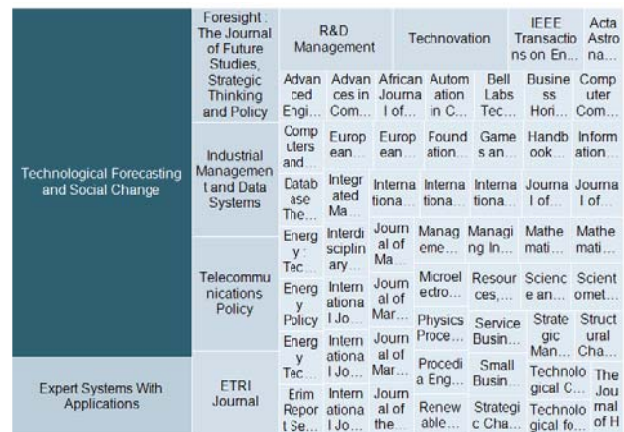 Technological Forecasting
and Social Change
Expert Systems With
Applications
Foresight :
The Journal
of Future
Studies,
Strategic
Thinking
and Policy
Industrial
Managemen
t and Data
Systems
Telecommu
nications
Policy
ETRI
Journal
R&D
Management
Technovation
IEEE
Transactio
ns on En...
Acta
Astro
na...
Advan
ced
Engi...
Advan
ces in
Com...
African
Journa
l of...
Autom
ation
in C...
Bell
Labs
Tec...
Busine
ss
Hori...
Comp
uter
Com...
Comp
uters
and...
Europ
ean...
Europ
ean...
Found
ation...
Game
s an...
Handb
ook...
Inform
ation...
Datab
ase
The...
Integr
ated
Ma...
Interna
tiona...
Interna
tiona...
Interna
tiona...
Journa
l of...
Journa
l of...
Energ
y :
Tec...
Interdi
sciplin
ary...
Journ
al of
Ma...
Manag
eme...
Managi
ng In...
Mathe
mati...
Mathe
mati...
Energ
y
Policy
Intern
ationa
l Jo...
Journ
al of
Mar...
Microel
ectro...
Resour
ces,...
Scienc
e an...
Scient
omet...
Energ
y
Tec...
Intern
ationa
l Jo...
Journ
al of
Mar...
Physics
Proce...
Service
Busin...
Strate
gic
Man...
Struct
ural
Cha...
Erim
Repor
t Se...
Intern
ationa
l Jo...
Journ
al of
the...
Procedi
a Eng...
Small
Busin...
Technolo
gical C...
The
Jou
rnal
of H
Renew
able...
Strategi
c Cha...
Technolo
gical fo...